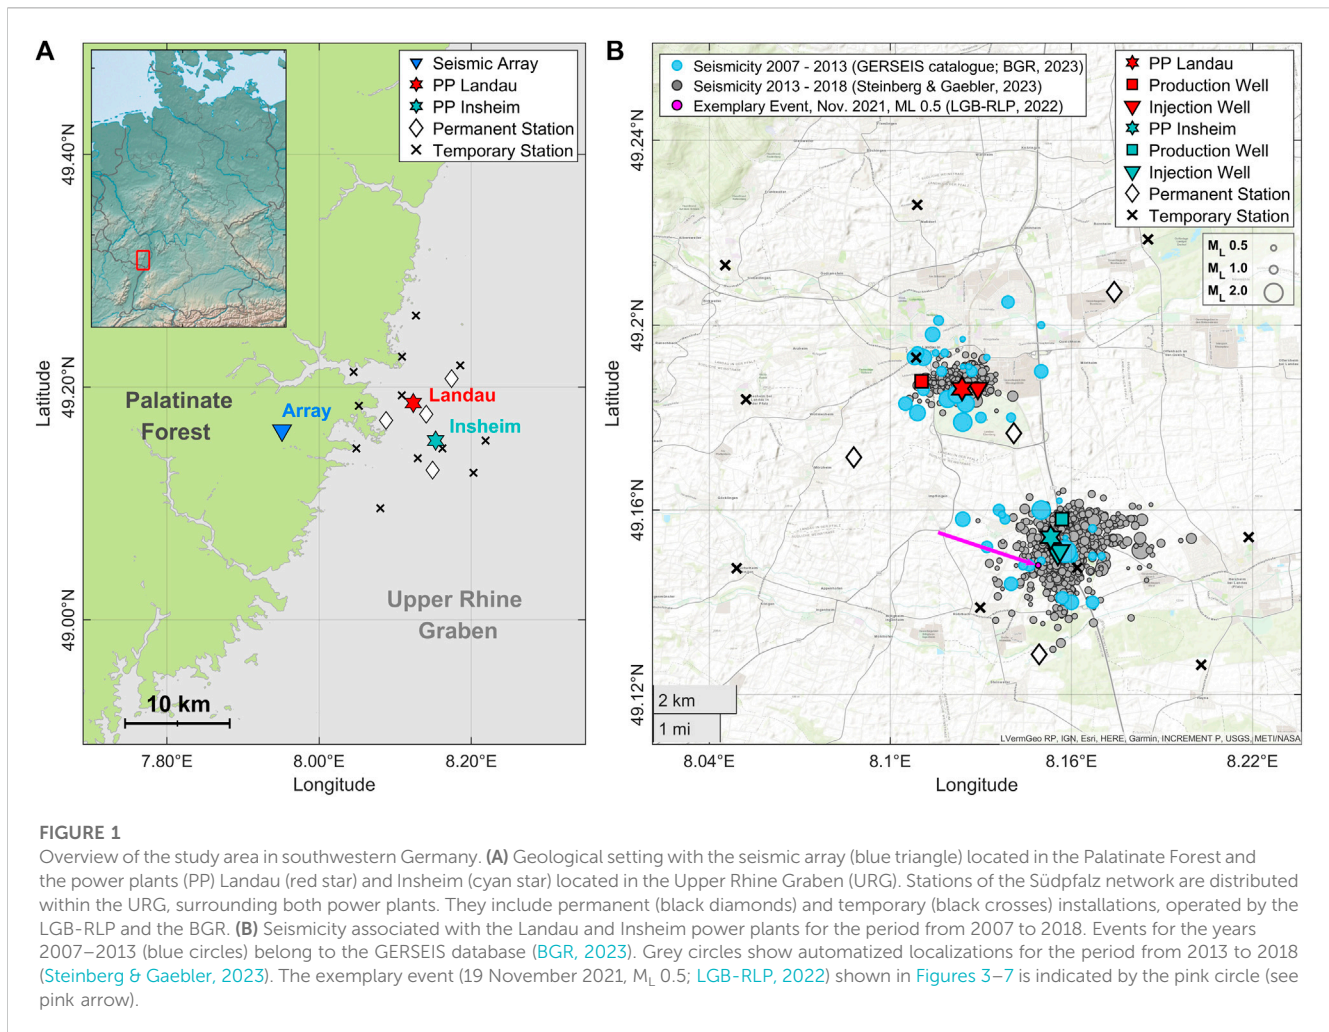 A
Seismic Array
PP Landau
PP Insheim
Permanent Station
Temporary Station
49.40°N
49.20°N
49.00°N
Latitude
Palatinate
Forest
Array
Landau
Insheim
Upper Rhine
Graben
10 km
7.80°E
8.00°E
8.20°E
Longitude
B
Seismicity 2007 - 2013 (GERSEIS catalogue; BGR, 2023)
Seismicity 2013 - 2018 (Steinberg & Gaebler, 2023)
Exemplary Event, Nov. 2021, ML 0.5 (LGB-RLP, 2022)
PP Landau
Production Well
Injection Well
PP Insheim
Production Well
Injection Well
Permanent Station
Temporary Station
ML 0.5
ML 1.0
ML 2.0
49.24°N
49.2°N
49.16°N
49.12°N
Latitude
2 km
1 mi
LVermGeo RP, IGN, Esri, HERE, Garmin, INCREMENT P, USGS, METI/NASA
8.04°E
8.1°E
8.16°E
8.22°E
Longitude
FIGURE 1
Overview of the study area in southwestern Germany. (A) Geological setting with the seismic array (blue triangle) located in the Palatinate Forest and
the power plants (PP) Landau (red star) and Insheim (cyan star) located in the Upper Rhine Graben (URG). Stations of the Südpfalz network are distributed
within the URG, surrounding both power plants. They include permanent (black diamonds) and temporary (black crosses) installations, operated by the
LGB-RLP and the BGR. (B) Seismicity associated with the Landau and Insheim power plants for the period from 2007 to 2018. Events for the years
2007–2013 (blue circles) belong to the GERSEIS database (BGR, 2023). Grey circles show automatized localizations for the period from 2013 to 2018
(Steinberg & Gaebler, 2023). The exemplary event (19 November 2021, ML 0.5; LGB-RLP, 2022) shown in Figures 3–7 is indicated by the pink circle (see
pink arrow).